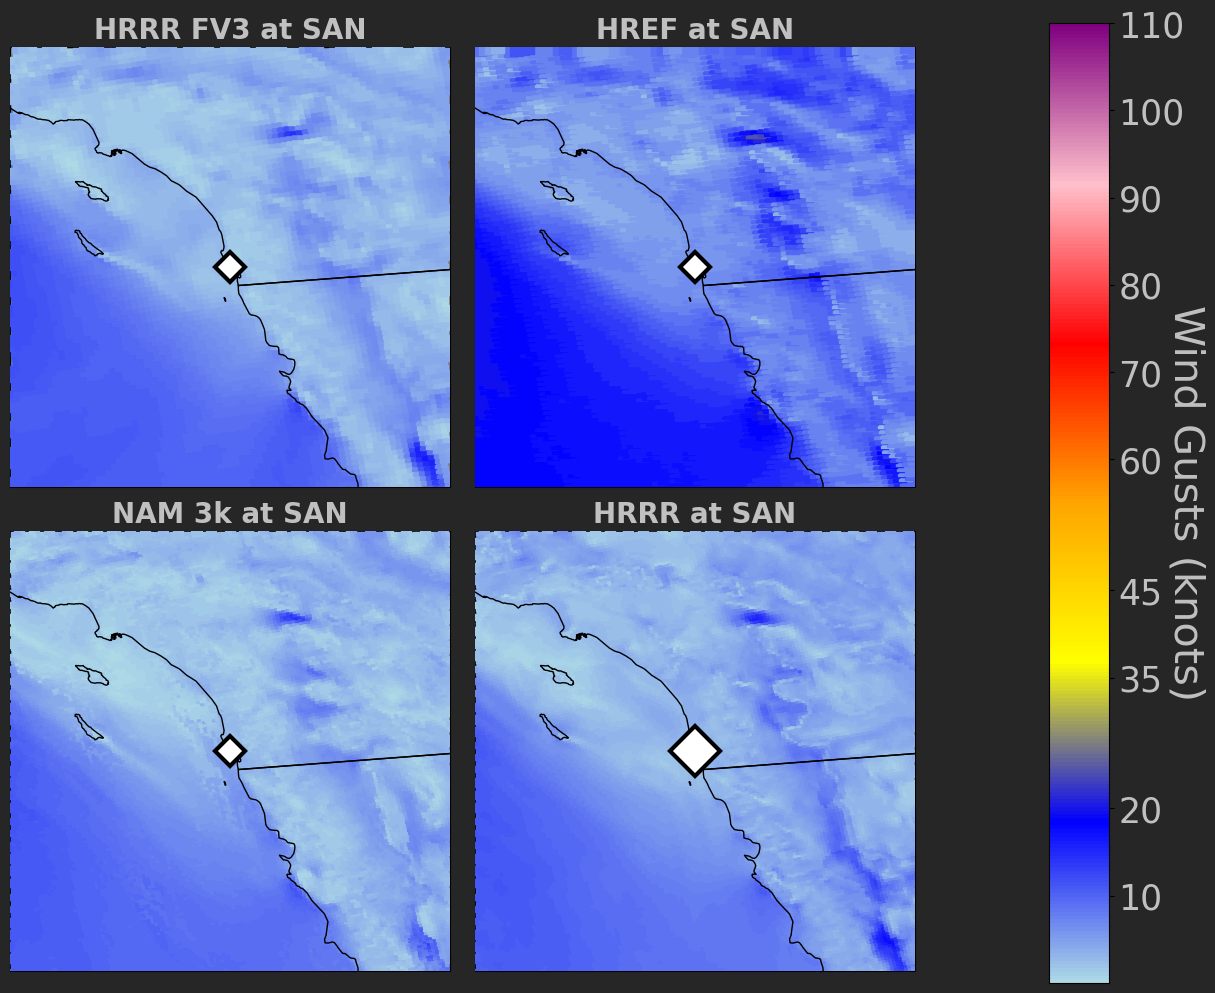 HRRR FV3 at SAN
HREF at SAN
NAM 3k at SAN
HRRR at SAN
110
100
90
80
70
60
45
35
20
10
Wind Gusts (knots)